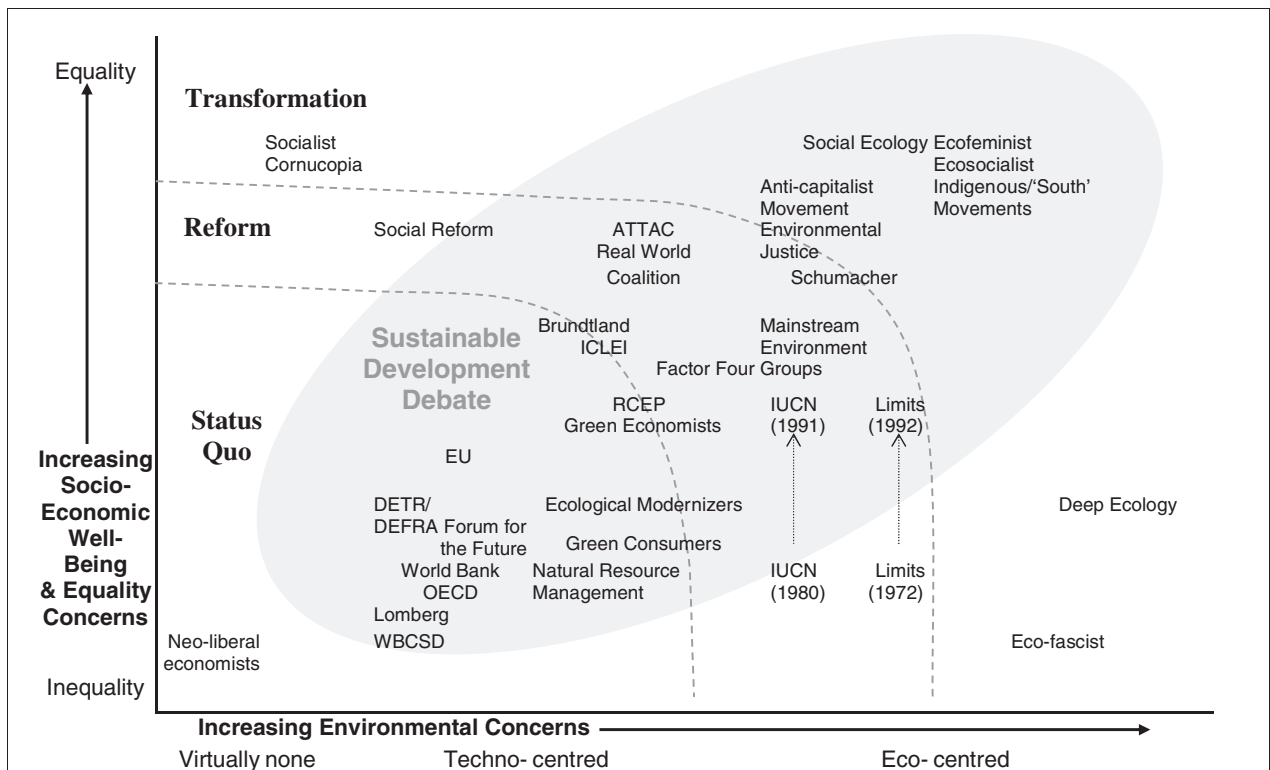 Equality
Transformation
Socialist
Cornucopia
Social Ecology
Ecofeminist
Ecosocialist
Indigenous/‘South’
Movements
Anti-capitalist
Movement
Environmental
Justice
Reform
Social Reform
ATTAC
Real World
Coalition
Schumacher
Sustainable
Development
Debate
Brundtland
ICLEI
Mainstream
Environment
Factor Four Groups
Status
Quo
RCEP
Green Economists
IUCN
(1991)
Limits
(1992)
EU
Increasing
Socio-
Economic
Well-
Being
& Equality
Concerns
DETR/
DEFRA
Forum for
the Future
Ecological Modernizers
Green Consumers
Deep Ecology
World Bank
OECD
Natural Resource
Management
IUCN
(1980)
Limits
(1972)
Lomberg
WBCSD
Neo-liberal
economists
Eco-fascist
Inequality
Increasing Environmental Concerns
Virtually none
Techno- centred
Eco- centred